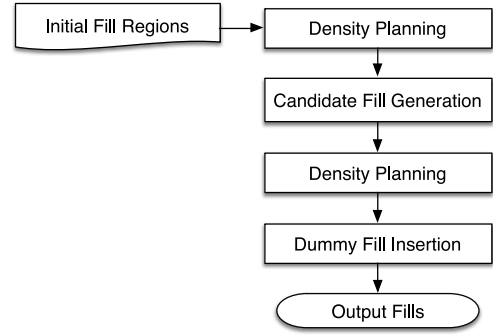 Initial Fill Regions
Density Planning
Candidate Fill Generation
Density Planning
Dummy Fill Insertion
Output Fills